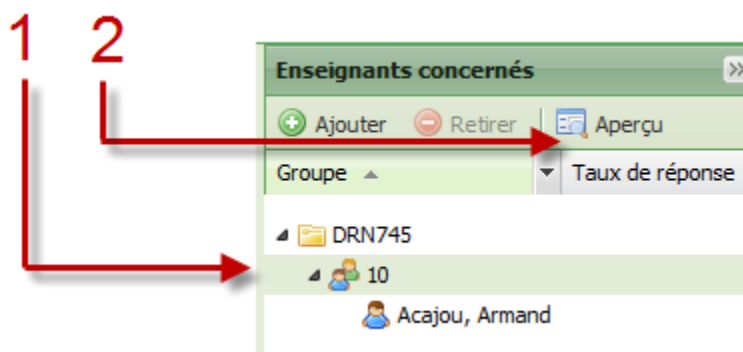 1 2
Enseignants concernés
Ajouter Retirer Aperçu
Groupe Taux de réponse
DRN745
10
Acajou, Armand